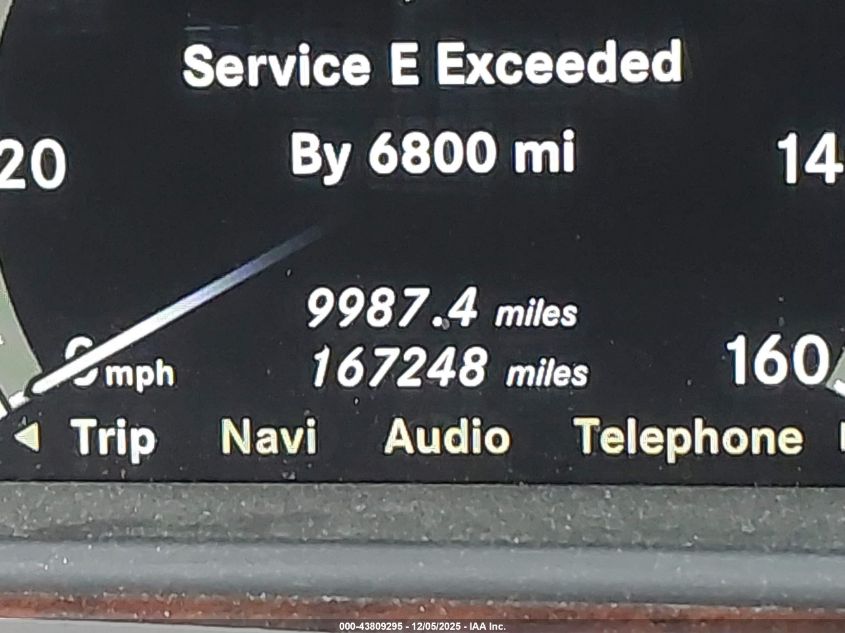 Service E Exceeded
20 By 6800 mi 14
9987.4 miles
0 mph 167248 miles 160
Trip Navi Audio Telephone
000-43809295 - 12/05/2025 - IAA Inc.